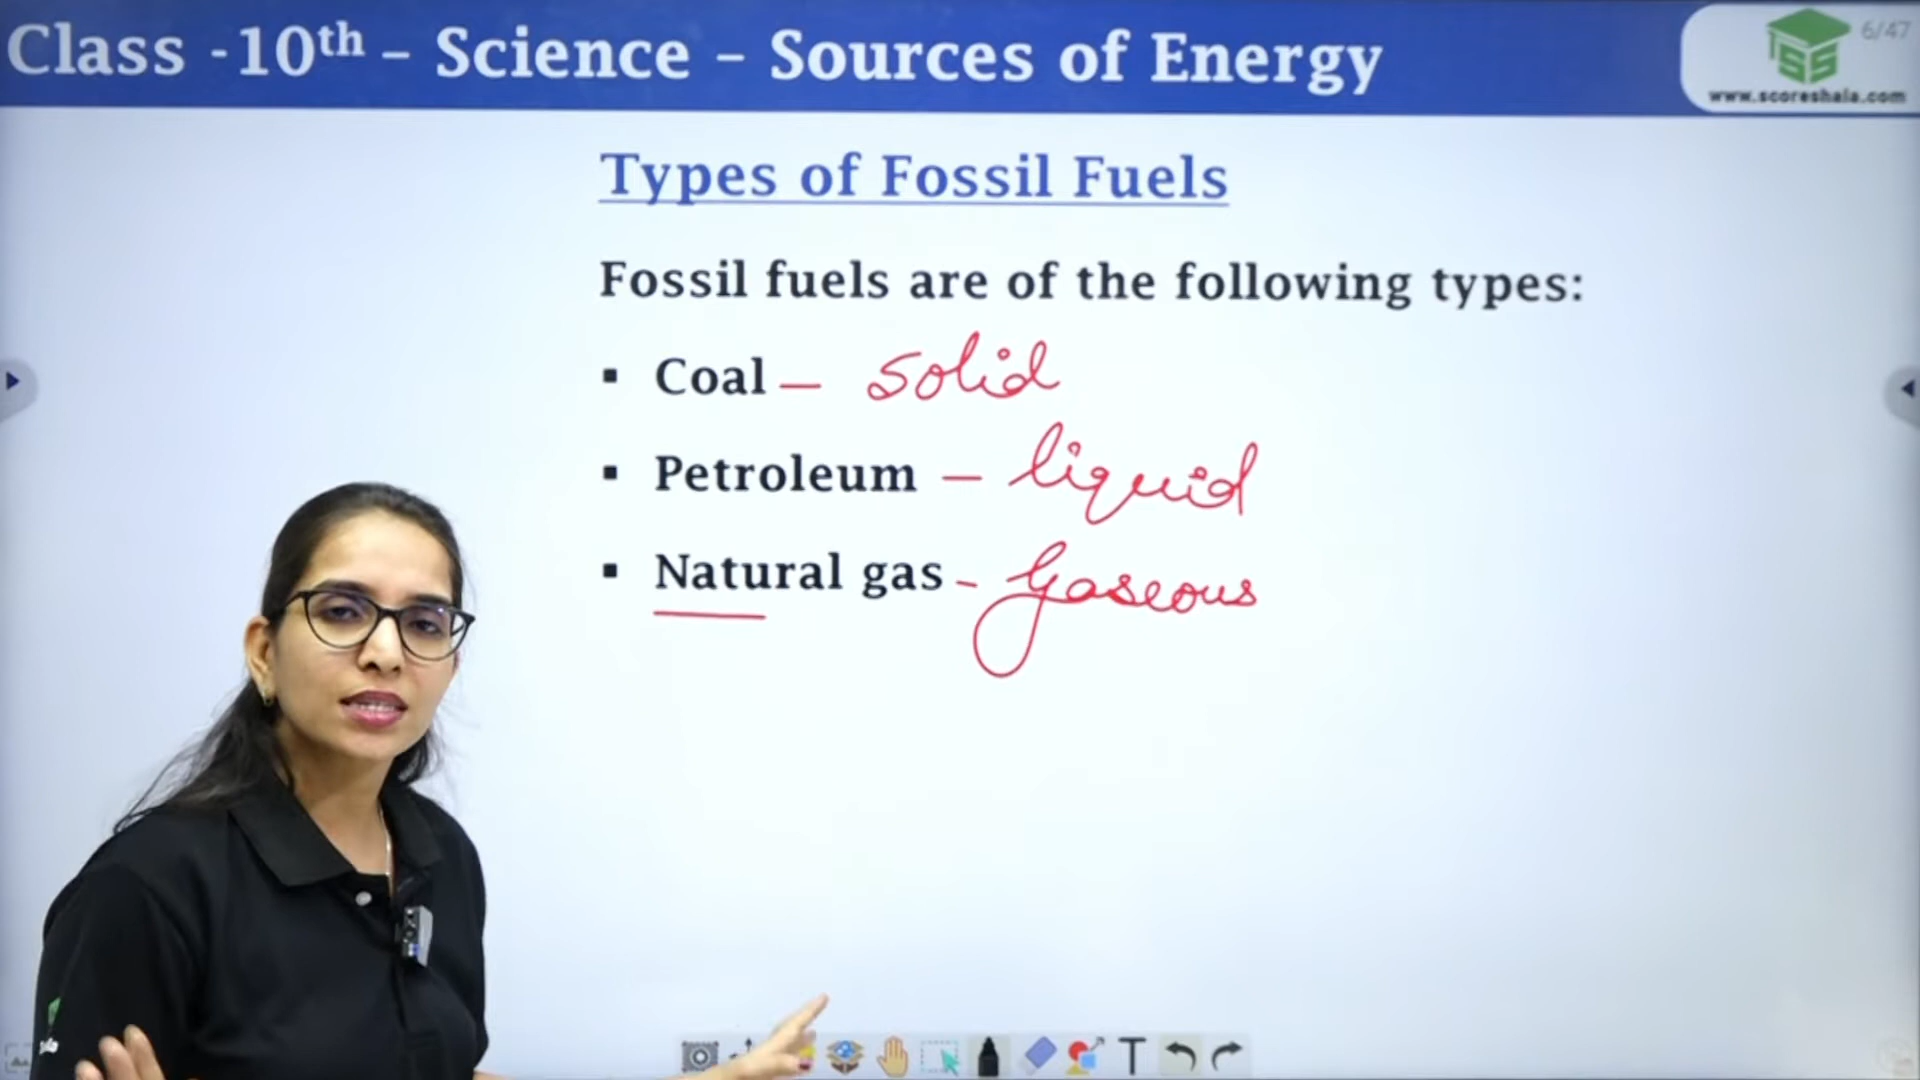 Class -10th – Science – Sources of Energy
6/47
SS
www.scoreshala.com
Types of Fossil Fuels
Fossil fuels are of the following types:
▪ Coal – solid
▪ Petroleum – liquid
▪ Natural gas - Gaseous
T